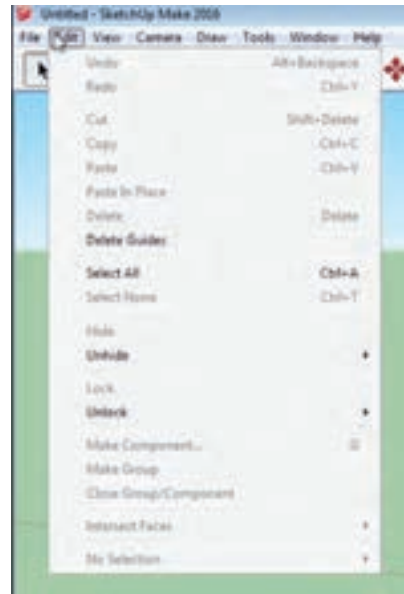 Untitled - SketchUp Make 2016
File Edit View Camera Draw Tools Window Help
Undo Alt+Backspace
Redo Ctrl+Y
Cut Shift+Delete
Copy Ctrl+C
Paste Ctrl+V
Paste In Place
Delete Delete
Delete Guides
Select All Ctrl+A
Select None Ctrl+T
Hide
Unhide
Lock
Unlock
Make Component... G
Make Group
Close Group/Component
Intersect Faces
No Selection